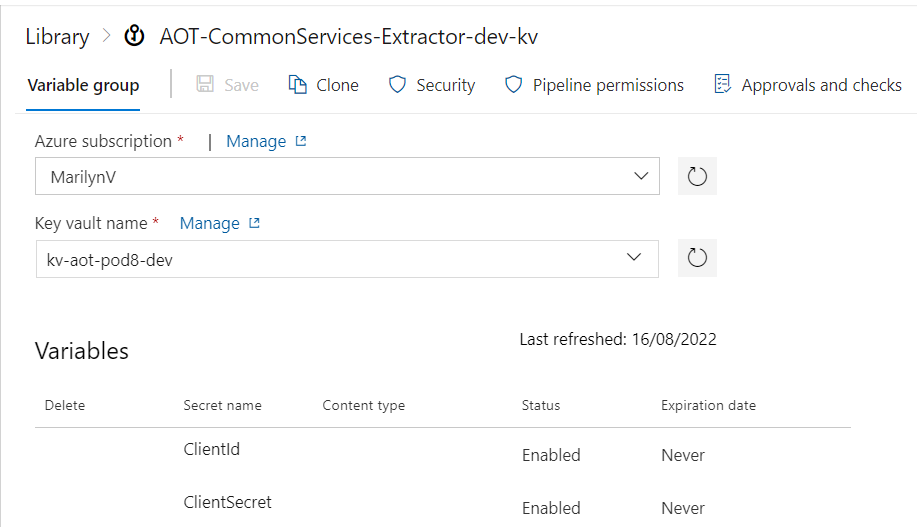 Library > AOT-CommonServices-Extractor-dev-kv
Variable group | Save Clone Security Pipeline permissions Approvals and checks
Azure subscription * | Manage
MarilynV
Key vault name * Manage
kv-aot-pod8-dev
Last refreshed: 16/08/2022
Variables
Delete Secret name Content type Status Expiration date
ClientId Enabled Never
ClientSecret Enabled Never